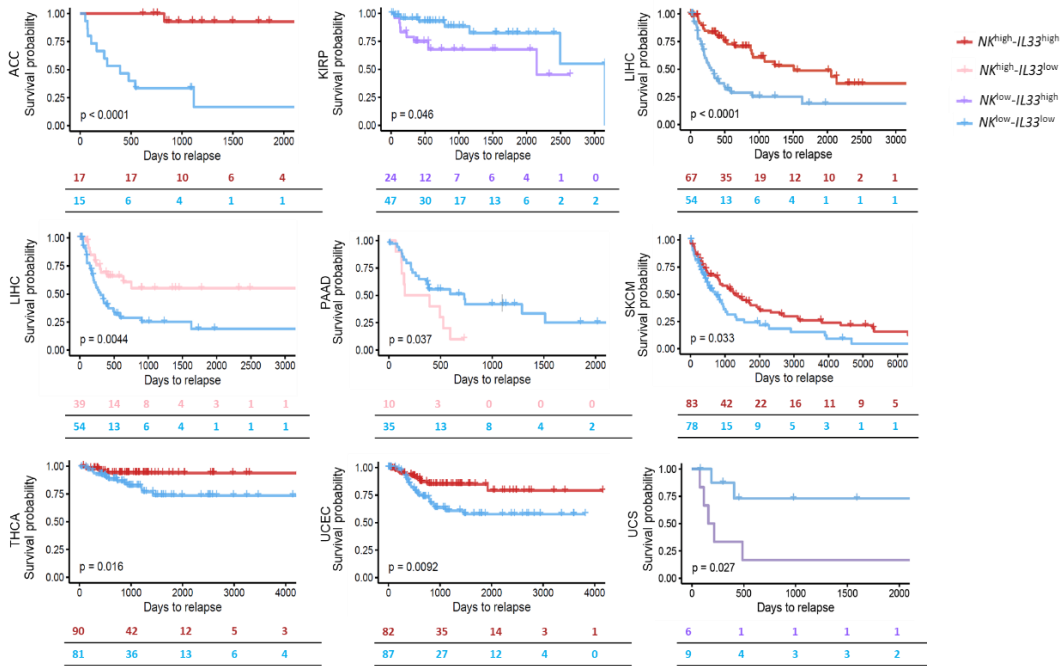 ACC
Survival probability
1.00
0.75
0.50
0.25
0.00
p < 0.0001
0 500 1000 1500 2000
Days to relapse
17 17 10 6 4
15 6 4 1 1
KIRP
Survival probability
1.00
0.75
0.50
0.25
0.00
p = 0.046
0 500 1000 1500 2000 2500 3000
Days to relapse
24 12 7 6 4 1 0
47 30 17 13 6 2 2
LIHC
Survival probability
1.00
0.75
0.50
0.25
0.00
p < 0.0001
0 500 1000 1500 2000 2500 3000
Days to relapse
67 35 19 12 10 2 1
54 13 6 4 1 1 1
NKhigh-IL33high
NKhigh-IL33low
NKlow-IL33high
NKlow-IL33low
LIHC
Survival probability
1.00
0.75
0.50
0.25
0.00
p = 0.0044
0 500 1000 1500 2000 2500 3000
Days to relapse
39 14 8 4 3 1 1
54 13 6 4 1 1 1
PAAD
Survival probability
1.00
0.75
0.50
0.25
0.00
p = 0.037
0 500 1000 1500 2000
Days to relapse
10 3 0 0 0
35 13 8 4 2
SKCM
Survival probability
1.00
0.75
0.50
0.25
0.00
p = 0.033
0 1000 2000 3000 4000 5000 6000
Days to relapse
83 42 22 16 11 9 5
78 15 9 5 3 1 1
THCA
Survival probability
1.00
0.75
0.50
0.25
0.00
p = 0.016
0 1000 2000 3000 4000
Days to relapse
90 42 12 5 3
81 36 13 6 4
UCEC
Survival probability
1.00
0.75
0.50
0.25
0.00
p = 0.0092
0 1000 2000 3000 4000
Days to relapse
82 35 14 3 1
87 27 12 4 0
UCS
Survival probability
1.00
0.75
0.50
0.25
0.00
p = 0.027
0 500 1000 1500 2000
Days to relapse
6 1 1 1 1
9 4 3 3 2